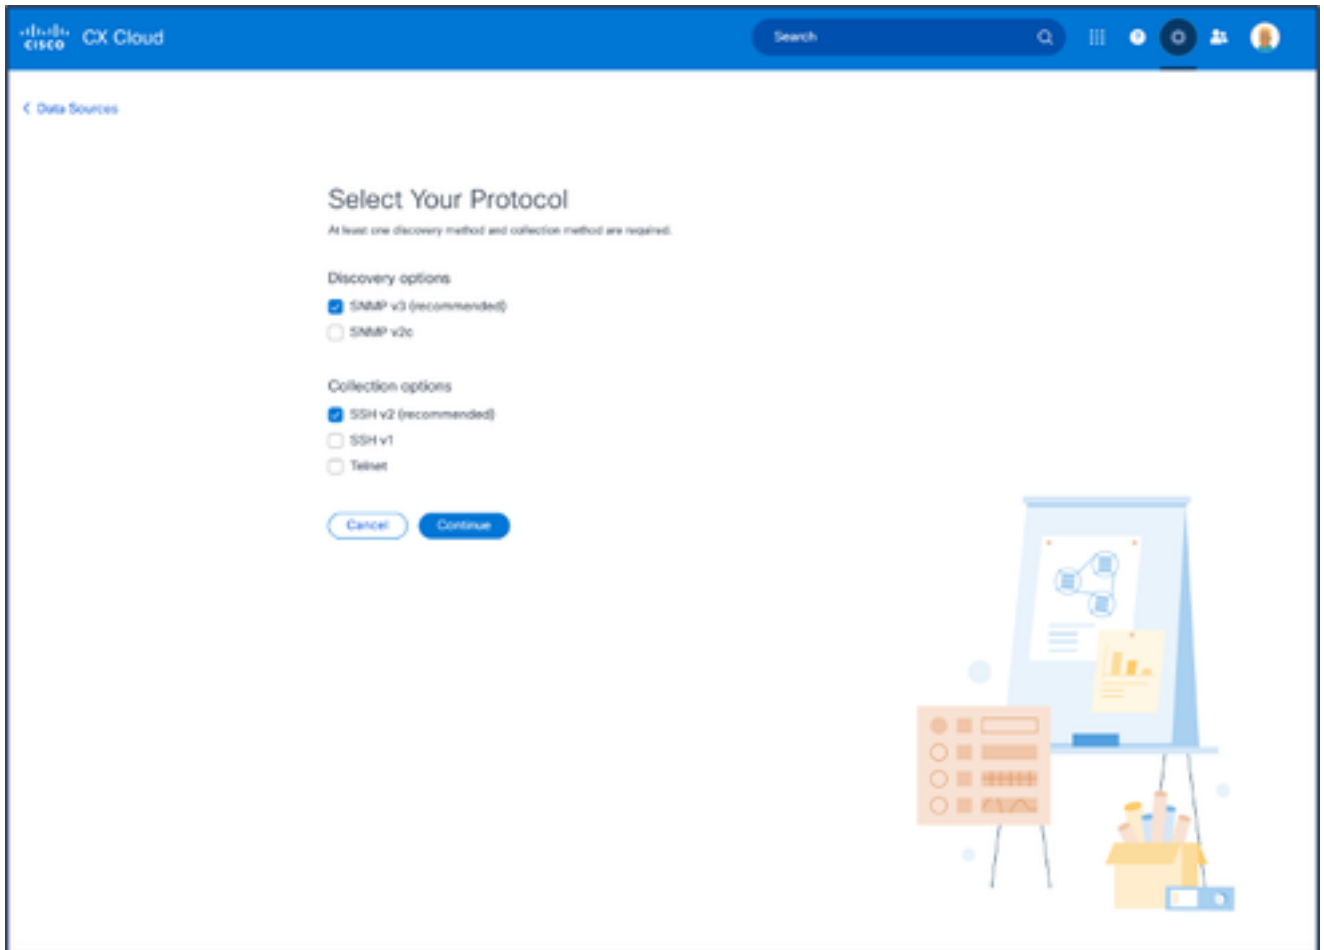 CISCO CX Cloud
Search
Data Sources
Select Your Protocol
At least one discovery method and collection method are required.
Discovery options
SNMP v3 (recommended)
SNMP v2c
Collection options
SSH v2 (recommended)
SSH v1
Telnet
Cancel Continue